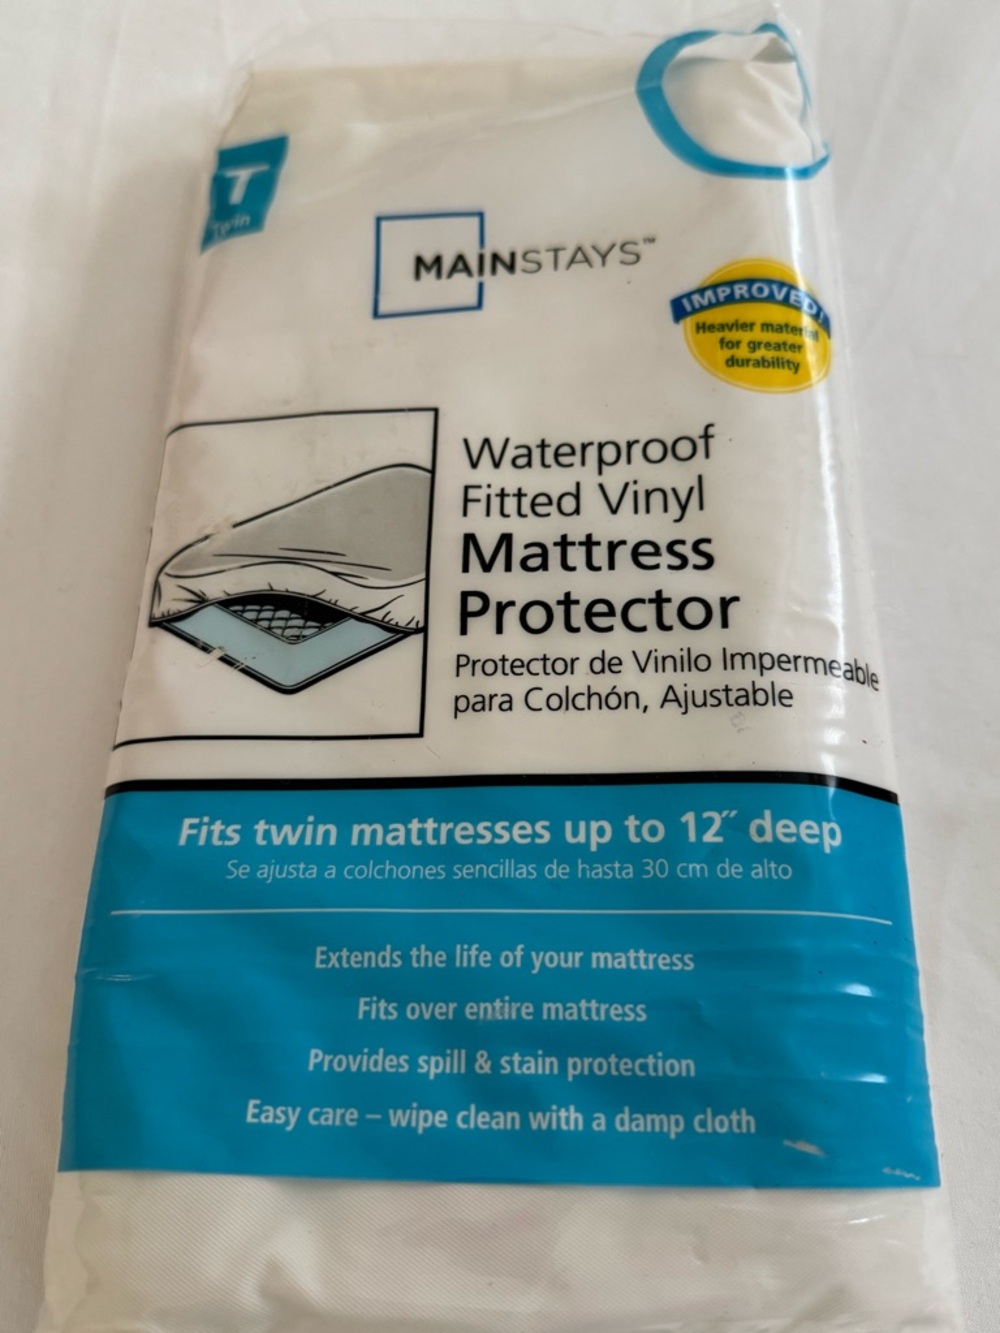 T
Twin
MAINSTAYS™
IMPROVED!
Heavier material
for greater
durability
Waterproof
Fitted Vinyl
Mattress
Protector
Protector de Vinilo Impermeable
para Colchón, Ajustable
Fits twin mattresses up to 12″ deep
Se ajusta a colchones sencillas de hasta 30 cm de alto
Extends the life of your mattress
Fits over entire mattress
Provides spill & stain protection
Easy care – wipe clean with a damp cloth